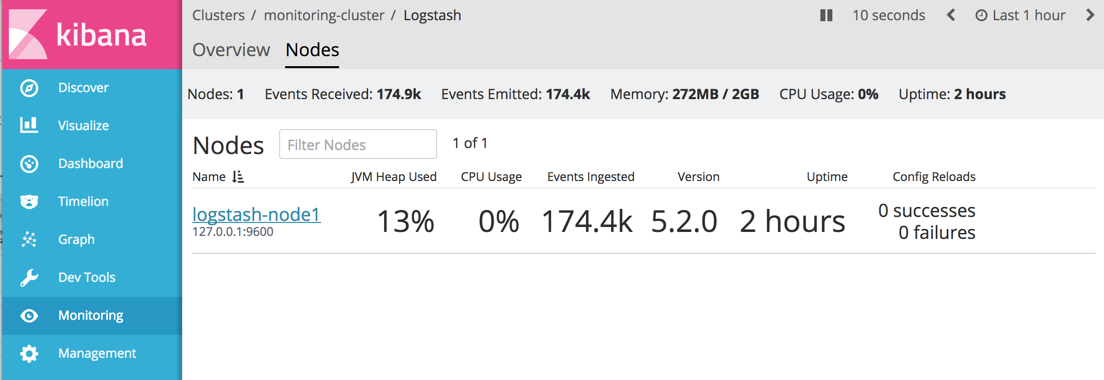 kibana
Discover
Visualize
Dashboard
Timelion
Graph
Dev Tools
Monitoring
Management
Clusters / monitoring-cluster / Logstash
10 seconds
Last 1 hour
Overview Nodes
Nodes: 1 Events Received: 174.9k Events Emitted: 174.4k Memory: 272MB / 2GB CPU Usage: 0% Uptime: 2 hours
Nodes Filter Nodes 1 of 1
Name JVM Heap Used CPU Usage Events Ingested Version Uptime Config Reloads
logstash-node1 13% 0% 174.4k 5.2.0 2 hours 0 successes
127.0.0.1:9600 0 failures